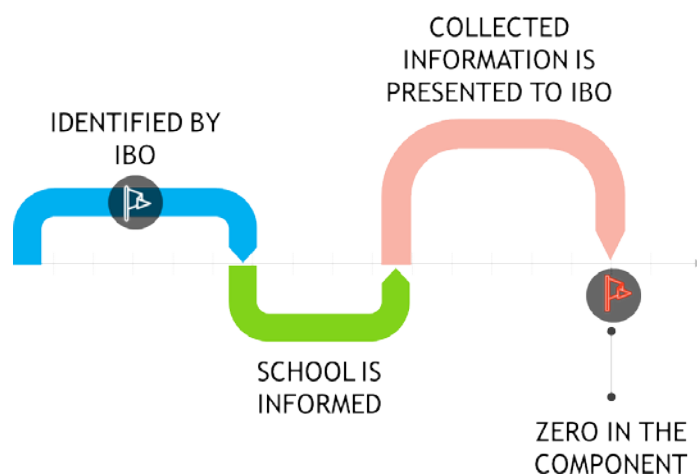 IDENTIFIED BY
IBO
SCHOOL IS
INFORMED
COLLECTED
INFORMATION IS
PRESENTED TO IBO
ZERO IN THE
COMPONENT